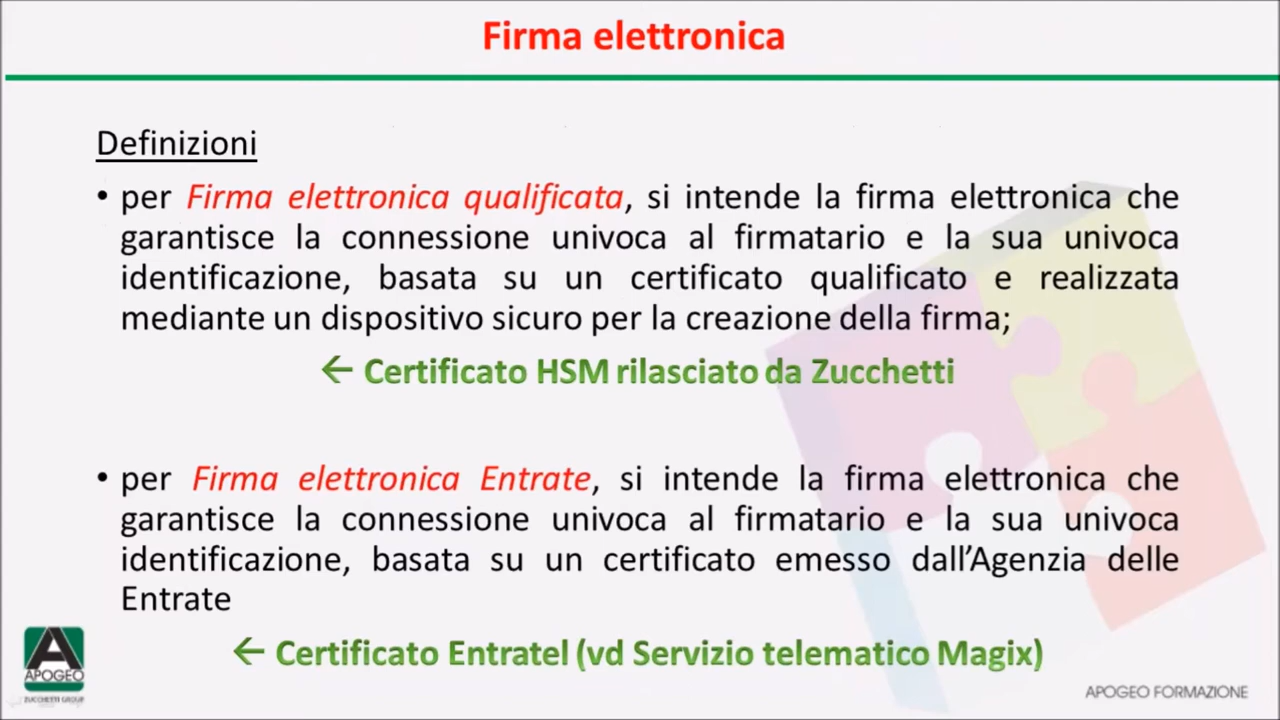 Firma elettronica
Definizioni
• per Firma elettronica qualificata, si intende la firma elettronica che
garantisce la connessione univoca al firmatario e la sua univoca
identificazione, basata su un certificato qualificato e realizzata
mediante un dispositivo sicuro per la creazione della firma;
← Certificato HSM rilasciato da Zucchetti
• per Firma elettronica Entrate, si intende la firma elettronica che
garantisce la connessione univoca al firmatario e la sua univoca
identificazione, basata su un certificato emesso dall’Agenzia delle
Entrate
← Certificato Entratel (vd Servizio telematico Magix)
APOGEO
ZUCCHETTI GROUP
APOGEO FORMAZIONE